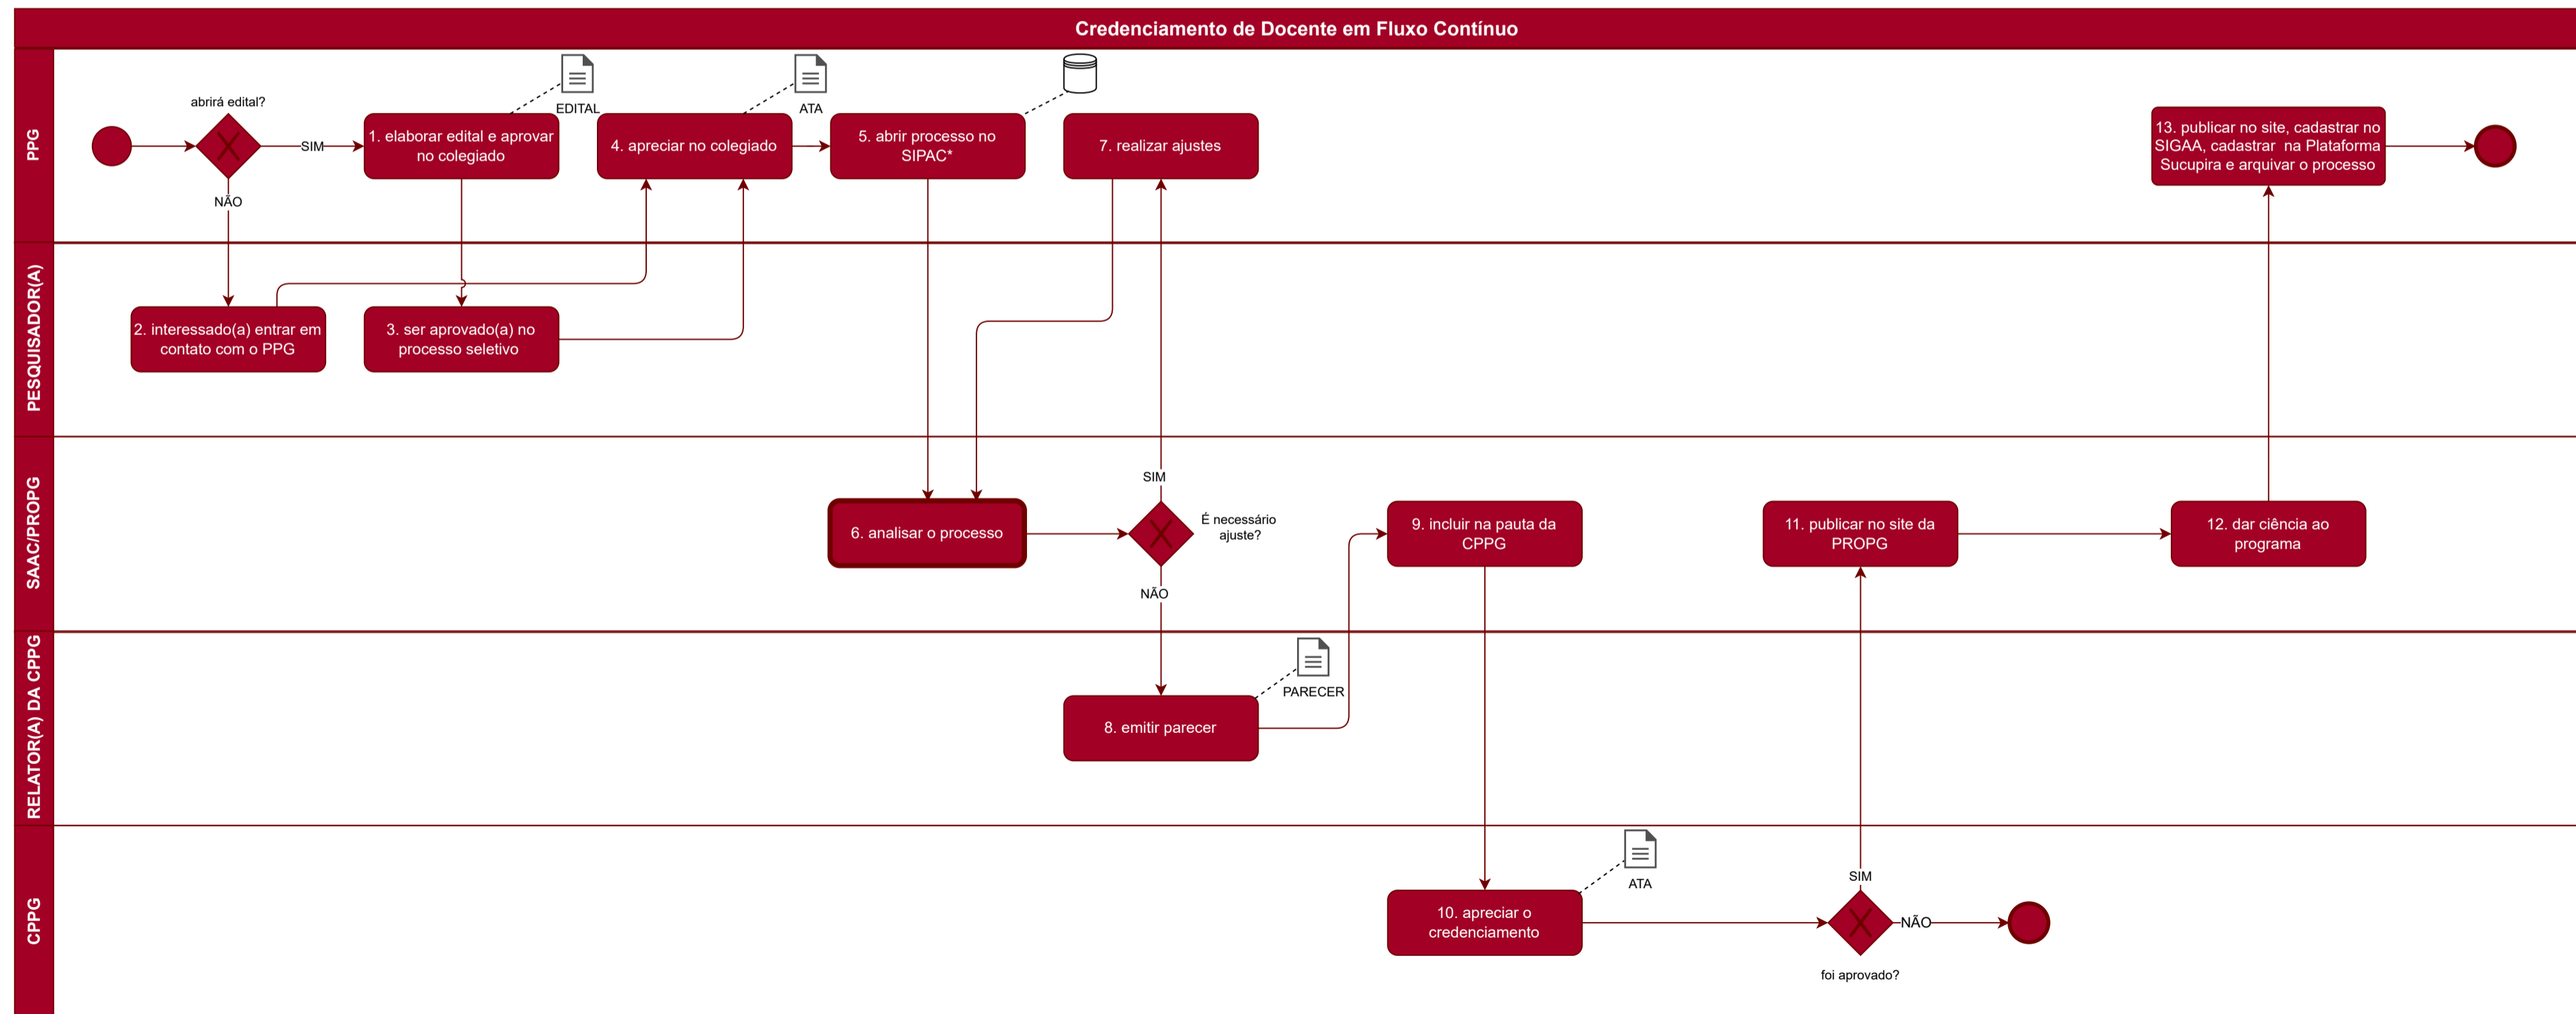 Credenciamento de Docente em Fluxo Contínuo
PPG
abrirá edital?
SIM
NÃO
1. elaborar edital e aprovar
no colegiado
EDITAL
4. apreciar no colegiado
ATA
5. abrir processo no
SIPAC*
7. realizar ajustes
13. publicar no site, cadastrar no
SIGAA, cadastrar na Plataforma
Sucupira e arquivar o processo
PESQUISADOR(A)
2. interessado(a) entrar em
contato com o PPG
3. ser aprovado(a) no
processo seletivo
SAAC/PROPG
6. analisar o processo
SIM
É necessário
ajuste?
NÃO
9. incluir na pauta da
CPPG
11. publicar no site da
PROPG
12. dar ciência ao
programa
RELATOR(A) DA CPPG
8. emitir parecer
PARECER
CPPG
10. apreciar o
credenciamento
ATA
SIM
NÃO
foi aprovado?